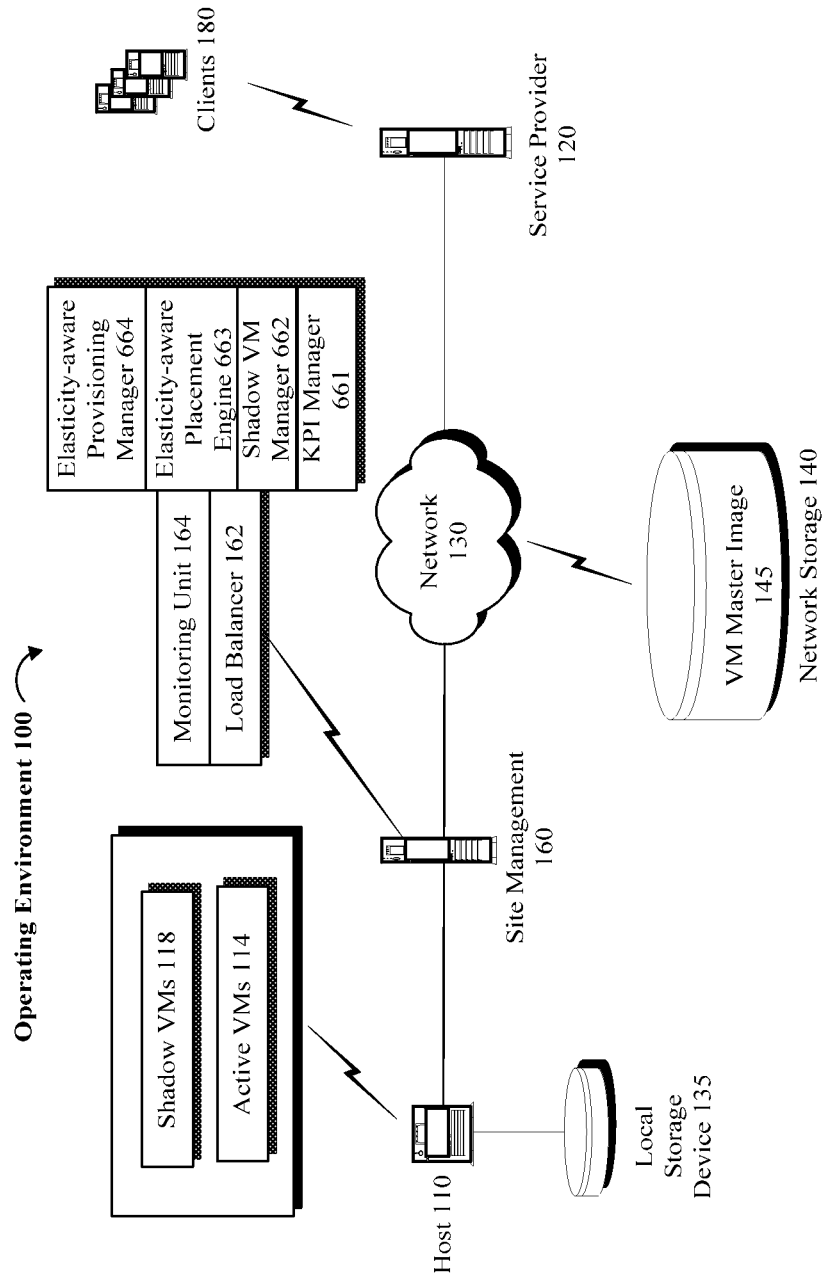 Operating Environment 100
Shadow VMs 118
Active VMs 114
Monitoring Unit 164
Load Balancer 162
Elasticity-aware
Provisioning
Manager 664
Elasticity-aware
Placement
Engine 663
Shadow VM
Manager 662
KPI Manager
661
Clients 180
Host 110
Site Management
160
Network
130
Service Provider
120
Local
Storage
Device 135
VM Master Image
145
Network Storage 140